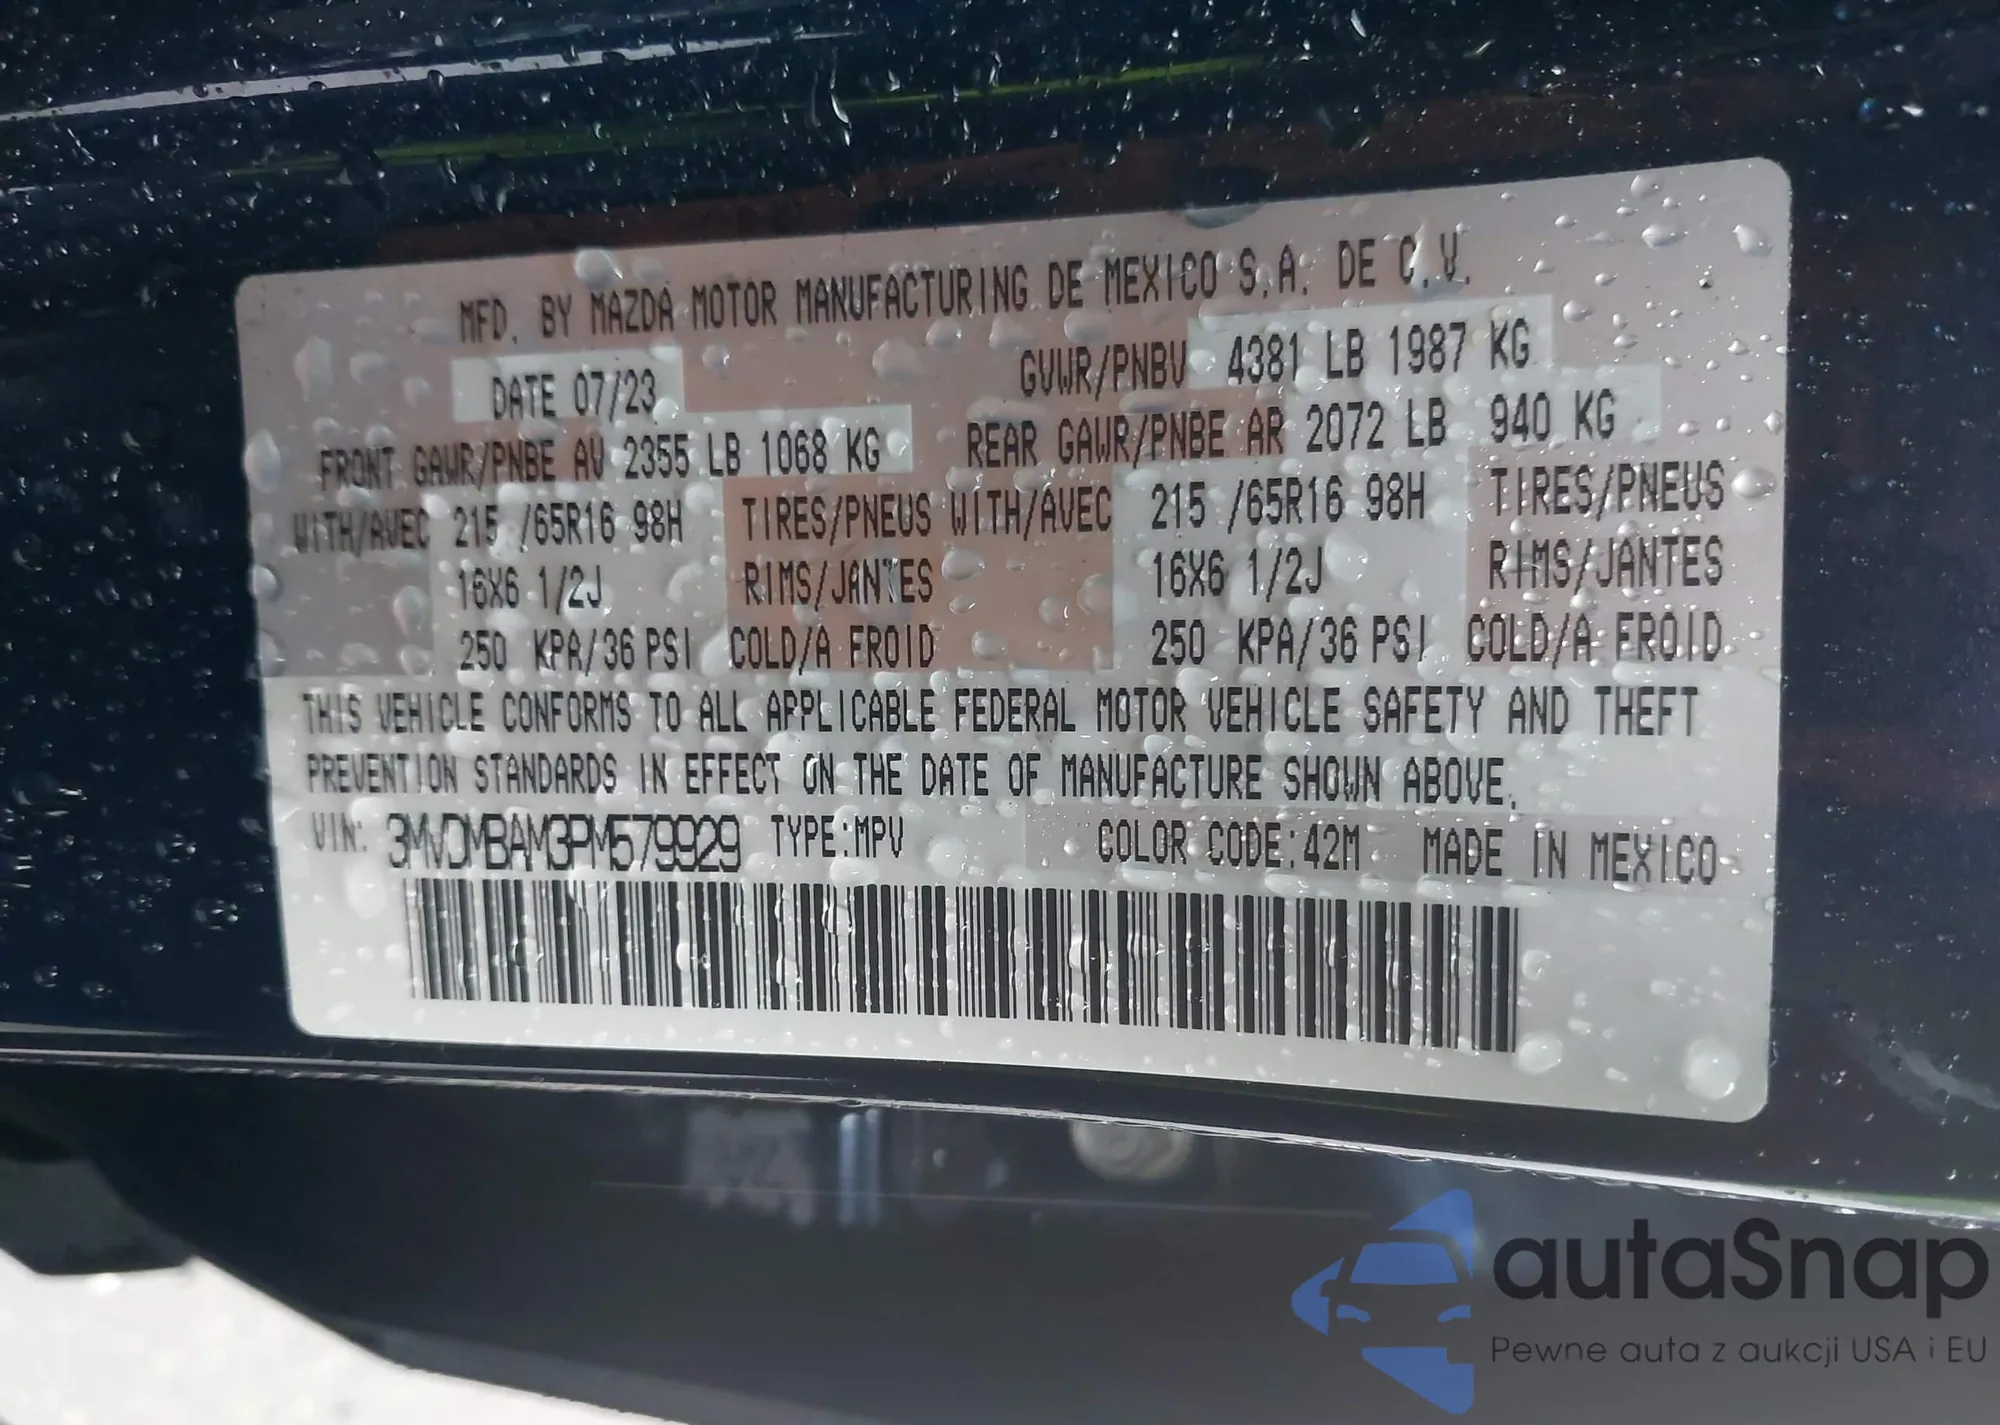 MFD. BY MAZDA MOTOR MANUFACTURING DE MEXICO S.A. DE C.V.
DATE 07/23 GVWR/PNBV 4381 LB 1987 KG
FRONT GAWR/PNBE AV 2355 LB 1068 KG REAR GAWR/PNBE AR 2072 LB 940 KG
WITH/AVEC 215 /65R16 98H TIRES/PNEUS WITH/AVEC 215 /65R16 98H TIRES/PNEUS
16X6 1/2J RIMS/JANTES 16X6 1/2J RIMS/JANTES
250 KPA/36 PSI COLD/A FROID 250 KPA/36 PSI COLD/A FROID
THIS VEHICLE CONFORMS TO ALL APPLICABLE FEDERAL MOTOR VEHICLE SAFETY AND THEFT
PREVENTION STANDARDS IN EFFECT ON THE DATE OF MANUFACTURE SHOWN ABOVE.
VIN: 3MVDMBAM3PM579929 TYPE:MPV COLOR CODE:42M MADE IN MEXICO
autaSnap
Pewne auta z aukcji USA i EU